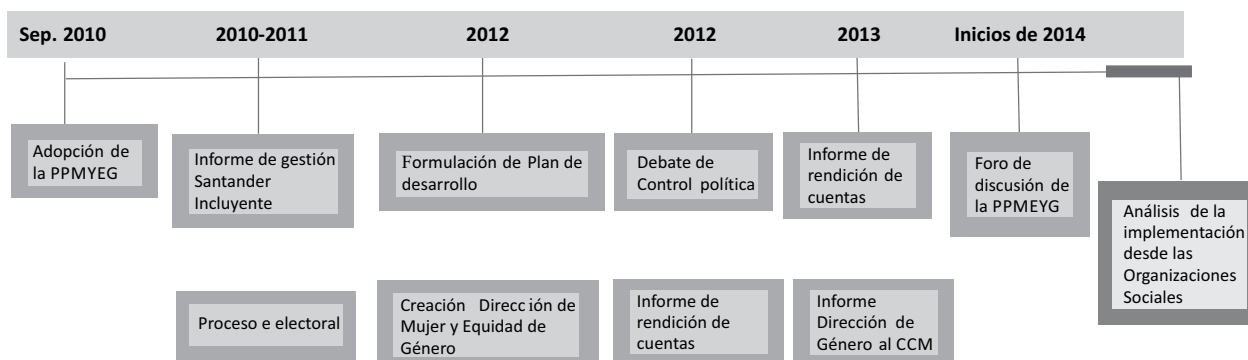 Sep. 2010
2010-2011
2012
2012
2013
Inicios de 2014
Adopción de
la PPMYEG
Informe de gestión
Santander
Incluyente
Formulación de Plan de
desarrollo
Debate de
Control política
Informe de
rendición de
cuentas
Foro de
discusión de
la PPMEYG
Análisis de la
implementación
desde las
Organizaciones
Sociales
Proceso e electoral
Creación Direcc ión de
Mujer y Equidad de
Género
Informe de
rendición de
cuentas
Informe
Dirección de
Género al CCM